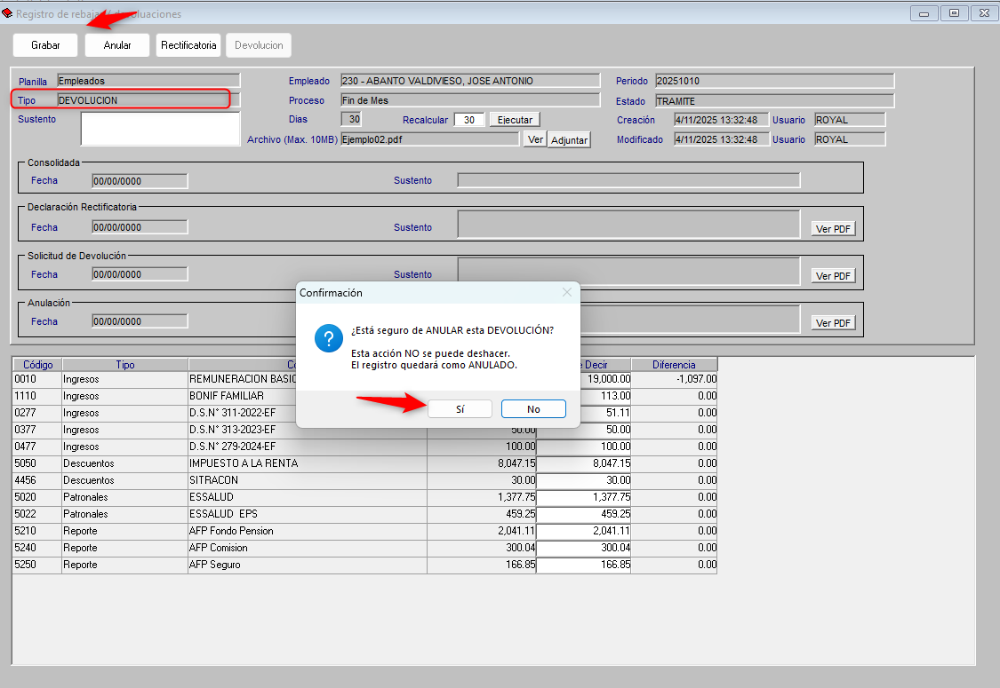 Registro de rebajas / devoluaciones
Grabar Anular Rectificatoria Devolucion
Planilla Empleados Empleado 230 - ABANTO VALDIVIESO, JOSE ANTONIO Periodo 20251010
Tipo DEVOLUCION Proceso Fin de Mes Estado TRAMITE
Sustento Dias 30 Recalcular 30 Ejecutar Creación 4/11/2025 13:32:48 Usuario ROYAL
Archivo (Max. 10MB) Ejemplo02.pdf Ver Adjuntar Modificado 4/11/2025 13:32:48 Usuario ROYAL
Consolidada
Fecha 00/00/0000 Sustento
Declaración Rectificatoria
Fecha 00/00/0000 Sustento Ver PDF
Solicitud de Devolución
Fecha 00/00/0000 Sustento Ver PDF
Anulación
Fecha 00/00/0000 Ver PDF
Confirmación
¿Está seguro de ANULAR esta DEVOLUCIÓN?
Esta acción NO se puede deshacer.
El registro quedará como ANULADO.
Sí No
Código Tipo Decir Diferencia
0010 Ingresos REMUNERACION BASIC 19,000.00 -1,097.00
1110 Ingresos BONIF FAMILIAR 113.00 0.00
0277 Ingresos D.S.N° 311-2022-EF 51.11 0.00
0377 Ingresos D.S.N° 313-2023-EF 50.00 50.00 0.00
0477 Ingresos D.S.N° 279-2024-EF 100.00 100.00 0.00
5050 Descuentos IMPUESTO A LA RENTA 8,047.15 8,047.15 0.00
4456 Descuentos SITRACON 30.00 30.00 0.00
5020 Patronales ESSALUD 1,377.75 1,377.75 0.00
5022 Patronales ESSALUD EPS 459.25 459.25 0.00
5210 Reporte AFP Fondo Pension 2,041.11 2,041.11 0.00
5240 Reporte AFP Comision 300.04 300.04 0.00
5250 Reporte AFP Seguro 166.85 166.85 0.00